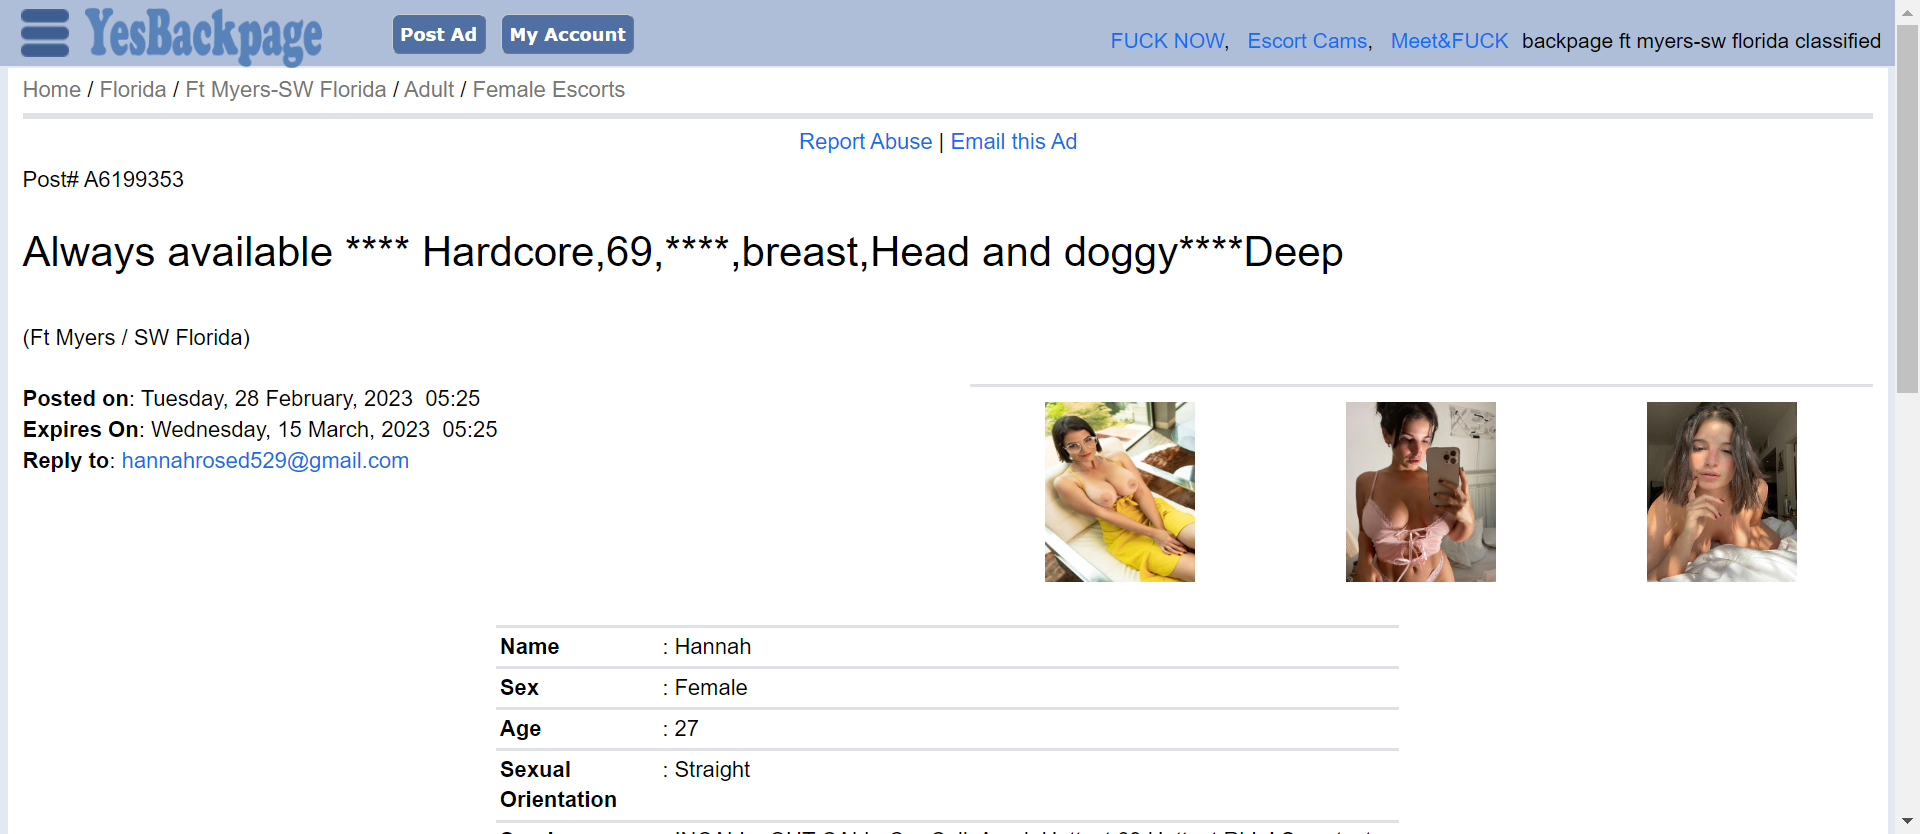 YesBackpage
Post Ad
My Account
FUCK NOW, Escort Cams, Meet&FUCK backpage ft myers-sw florida classified
Home / Florida / Ft Myers-SW Florida / Adult / Female Escorts
Report Abuse | Email this Ad
Post# A6199353
Always available **** Hardcore,69,****,breast,Head and doggy****Deep
(Ft Myers / SW Florida)
Posted on: Tuesday, 28 February, 2023 05:25
Expires On: Wednesday, 15 March, 2023 05:25
Reply to: hannahrosed529@gmail.com
Name : Hannah
Sex : Female
Age : 27
Sexual : Straight
Orientation